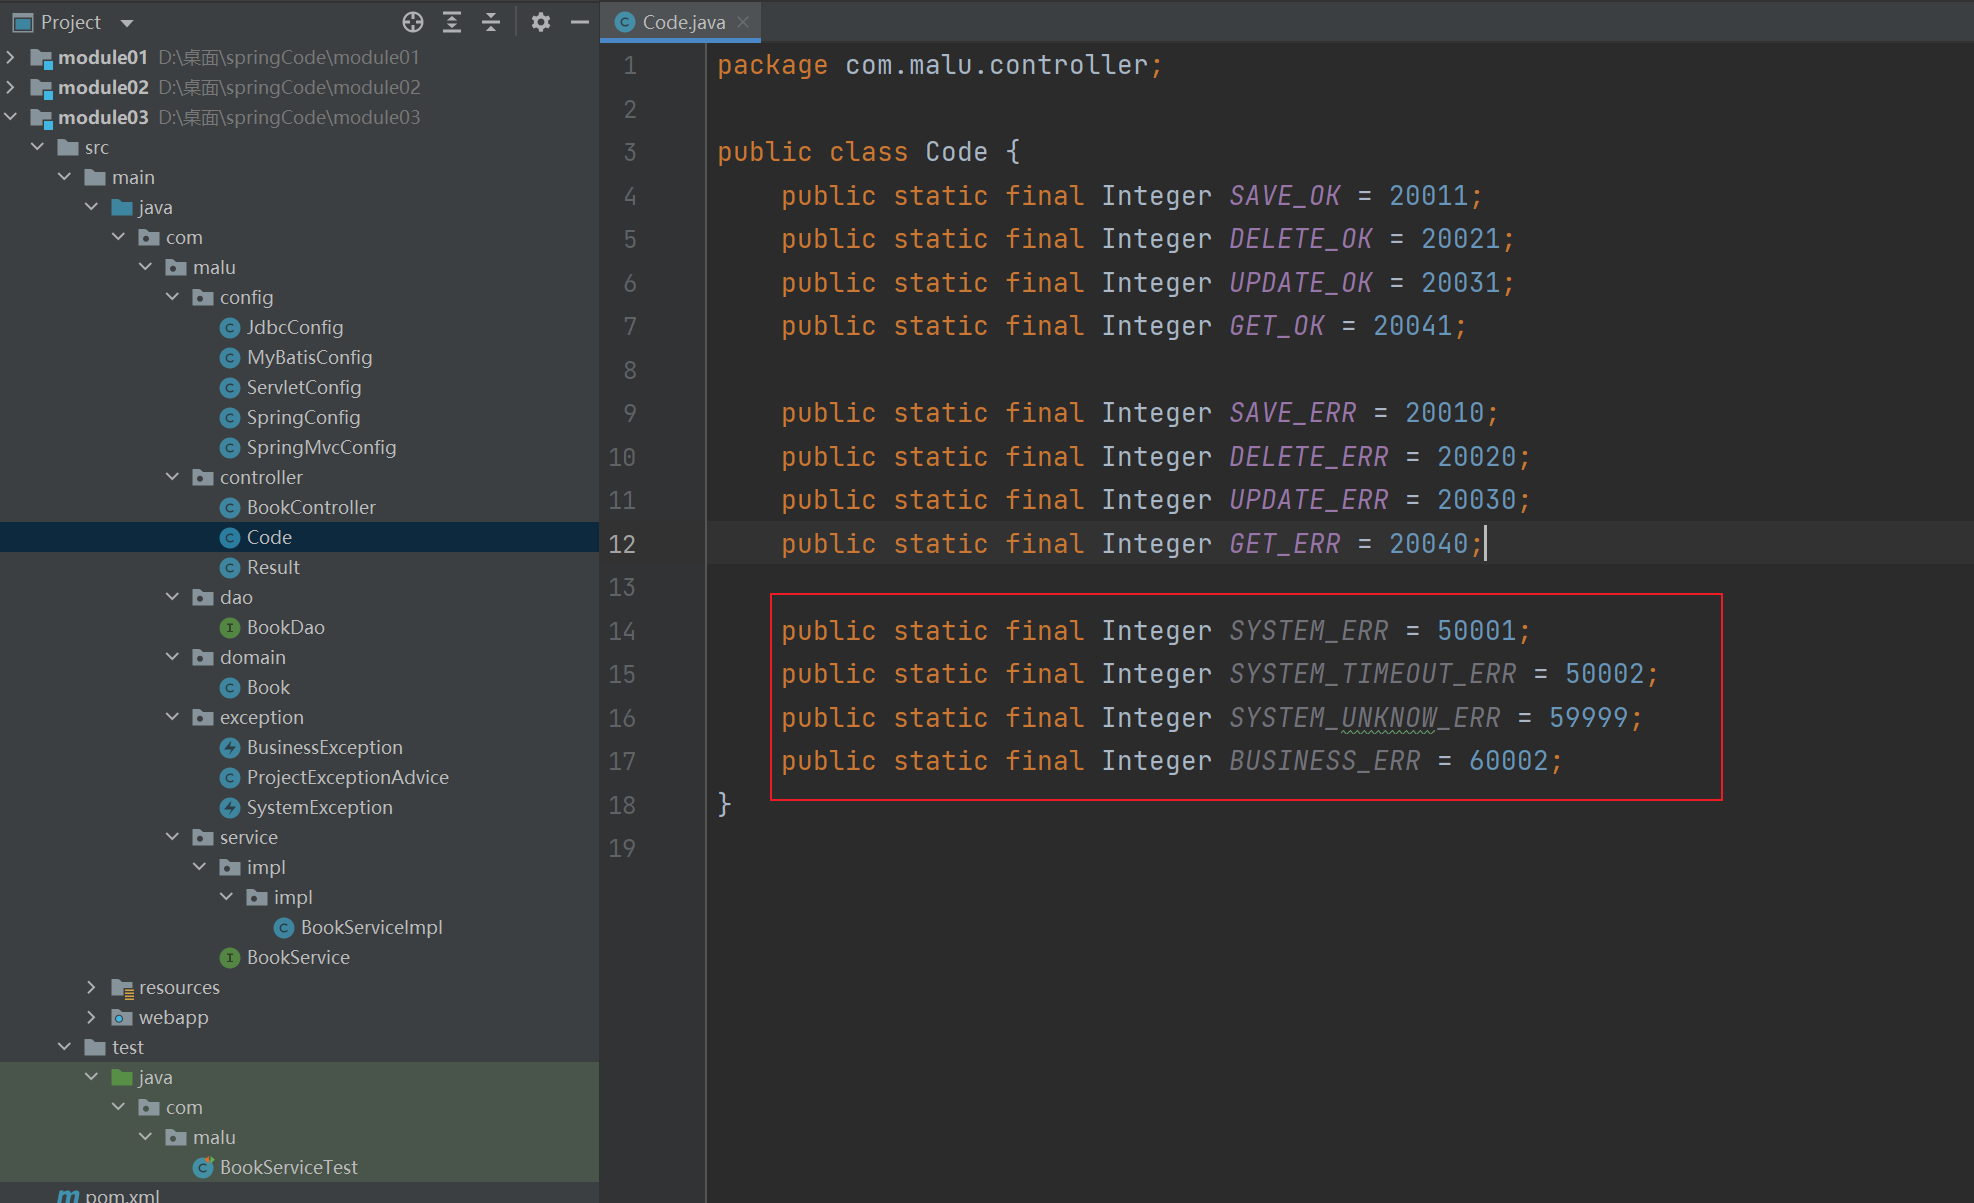 Project
module01 D:\桌面\springCode\module01
module02 D:\桌面\springCode\module02
module03 D:\桌面\springCode\module03
src
main
java
com
malu
config
JdbcConfig
MyBatisConfig
ServletConfig
SpringConfig
SpringMvcConfig
controller
BookController
Code
Result
dao
BookDao
domain
Book
exception
BusinessException
ProjectExceptionAdvice
SystemException
service
impl
impl
BookServiceImpl
BookService
resources
webapp
test
java
com
malu
BookServiceTest
pom.xml
Code.java
1 package com.malu.controller;
2
3 public class Code {
4 public static final Integer SAVE_OK = 20011;
5 public static final Integer DELETE_OK = 20021;
6 public static final Integer UPDATE_OK = 20031;
7 public static final Integer GET_OK = 20041;
8
9 public static final Integer SAVE_ERR = 20010;
10 public static final Integer DELETE_ERR = 20020;
11 public static final Integer UPDATE_ERR = 20030;
12 public static final Integer GET_ERR = 20040;
13
14 public static final Integer SYSTEM_ERR = 50001;
15 public static final Integer SYSTEM_TIMEOUT_ERR = 50002;
16 public static final Integer SYSTEM_UNKNOW_ERR = 59999;
17 public static final Integer BUSINESS_ERR = 60002;
18 }
19